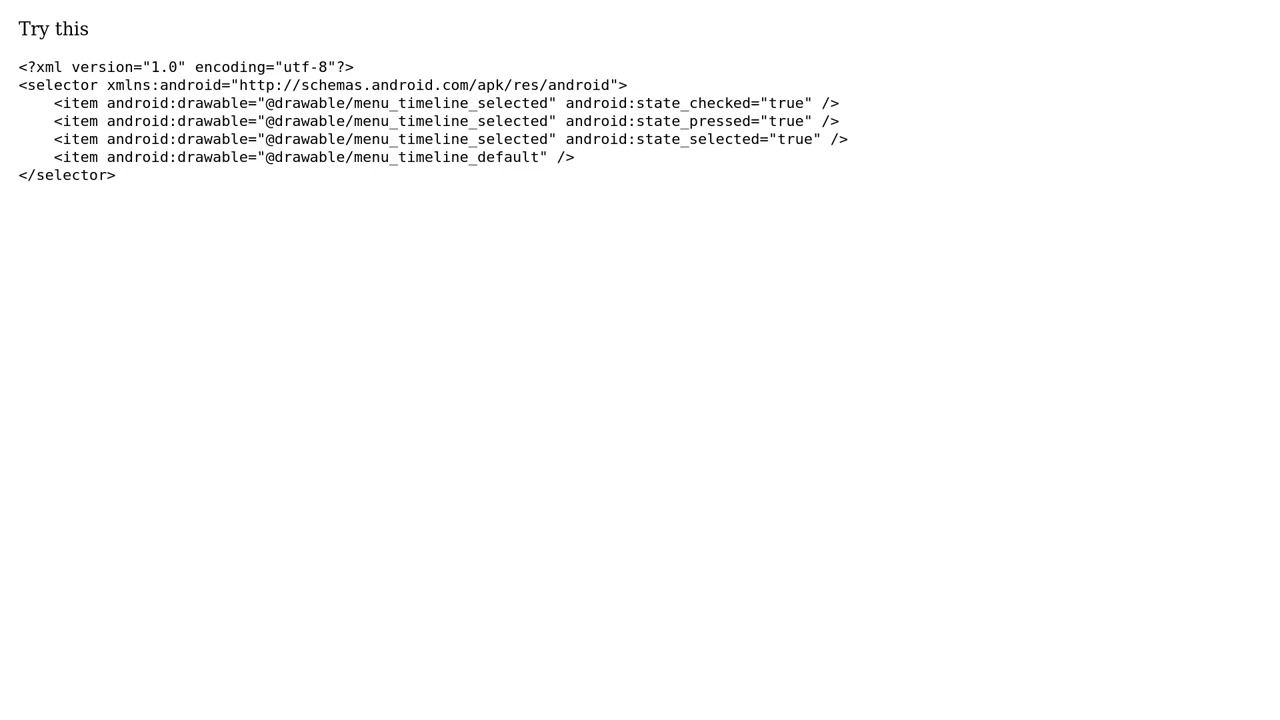 Try this
<?xml version="1.0" encoding="utf-8"?>
<selector xmlns:android="http://schemas.android.com/apk/res/android">
    <item android:drawable="@drawable/menu_timeline_selected" android:state_checked="true" />
    <item android:drawable="@drawable/menu_timeline_selected" android:state_pressed="true" />
    <item android:drawable="@drawable/menu_timeline_selected" android:state_selected="true" />
    <item android:drawable="@drawable/menu_timeline_default" />
</selector>